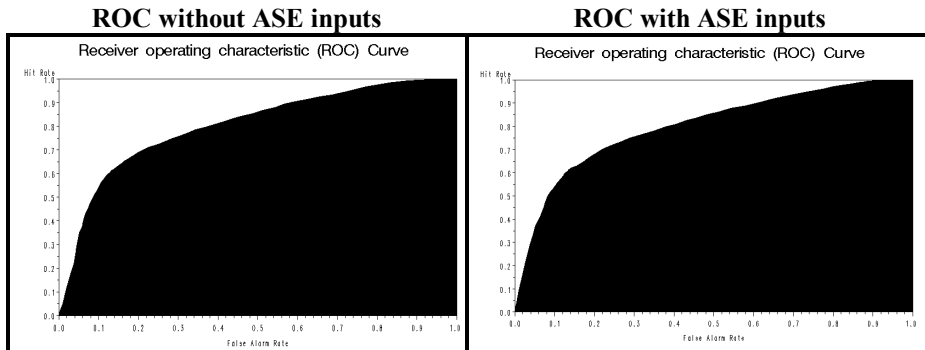 ROC without ASE inputs
Receiver operating characteristic (ROC) Curve
Hit Rate
1.0
0.9
0.8
0.7
0.6
0.5
0.4
0.3
0.2
0.1
0.0
0.0 0.1 0.2 0.3 0.4 0.5 0.6 0.7 0.8 0.9 1.0
False Alarm Rate
ROC with ASE inputs
Receiver operating characteristic (ROC) Curve
Hit Rate
1.0
0.9
0.8
0.7
0.6
0.5
0.4
0.3
0.2
0.1
0.0
0.0 0.1 0.2 0.3 0.4 0.5 0.6 0.7 0.8 0.9 1.0
False Alarm Rate